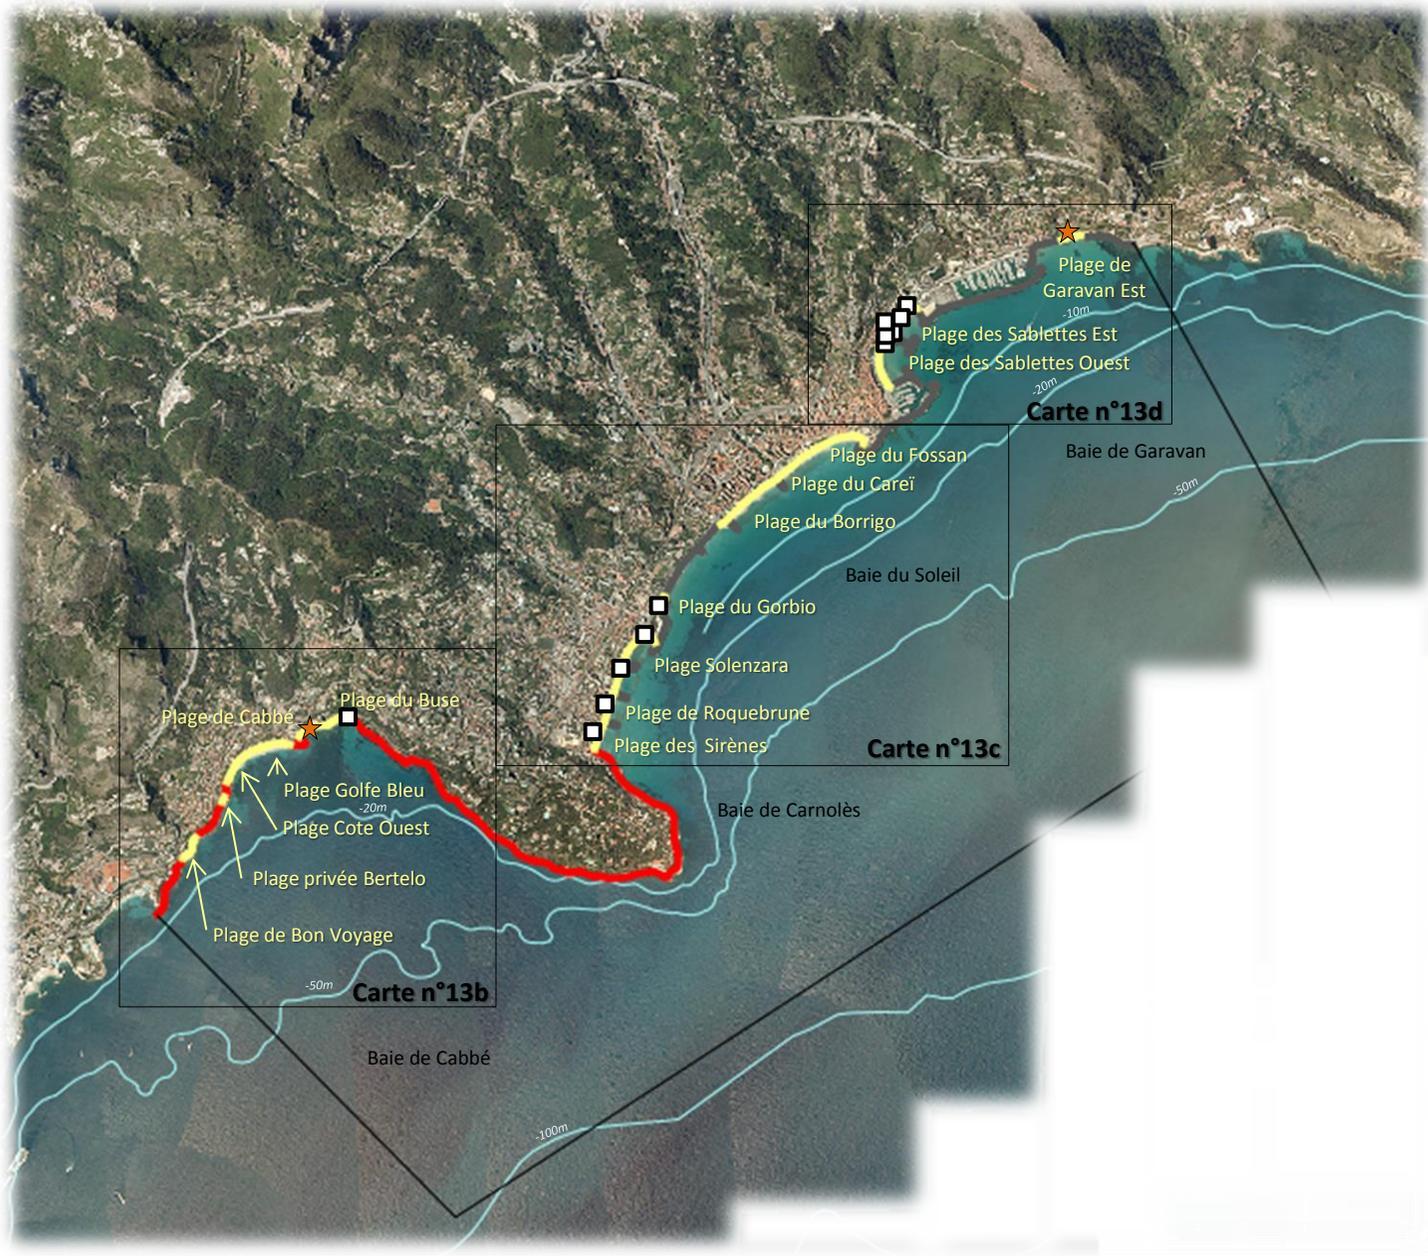 Plage de
Garavan Est
-10m
Plage des Sablettes Est
Plage des Sablettes Ouest
-20m
Carte n°13d
Plage du Fossan
Baie de Garavan
Plage du Careï
-50m
Plage du Borrigo
Baie du Soleil
Plage du Gorbio
Plage Solenzara
Plage du Buse
Plage de Cabbé
Plage de Roquebrune
Plage des Sirènes
Carte n°13c
Plage Golfe Bleu
-20m
Baie de Carnolès
Plage Cote Ouest
Plage privée Bertelo
Plage de Bon Voyage
-50m
Carte n°13b
Baie de Cabbé
-100m